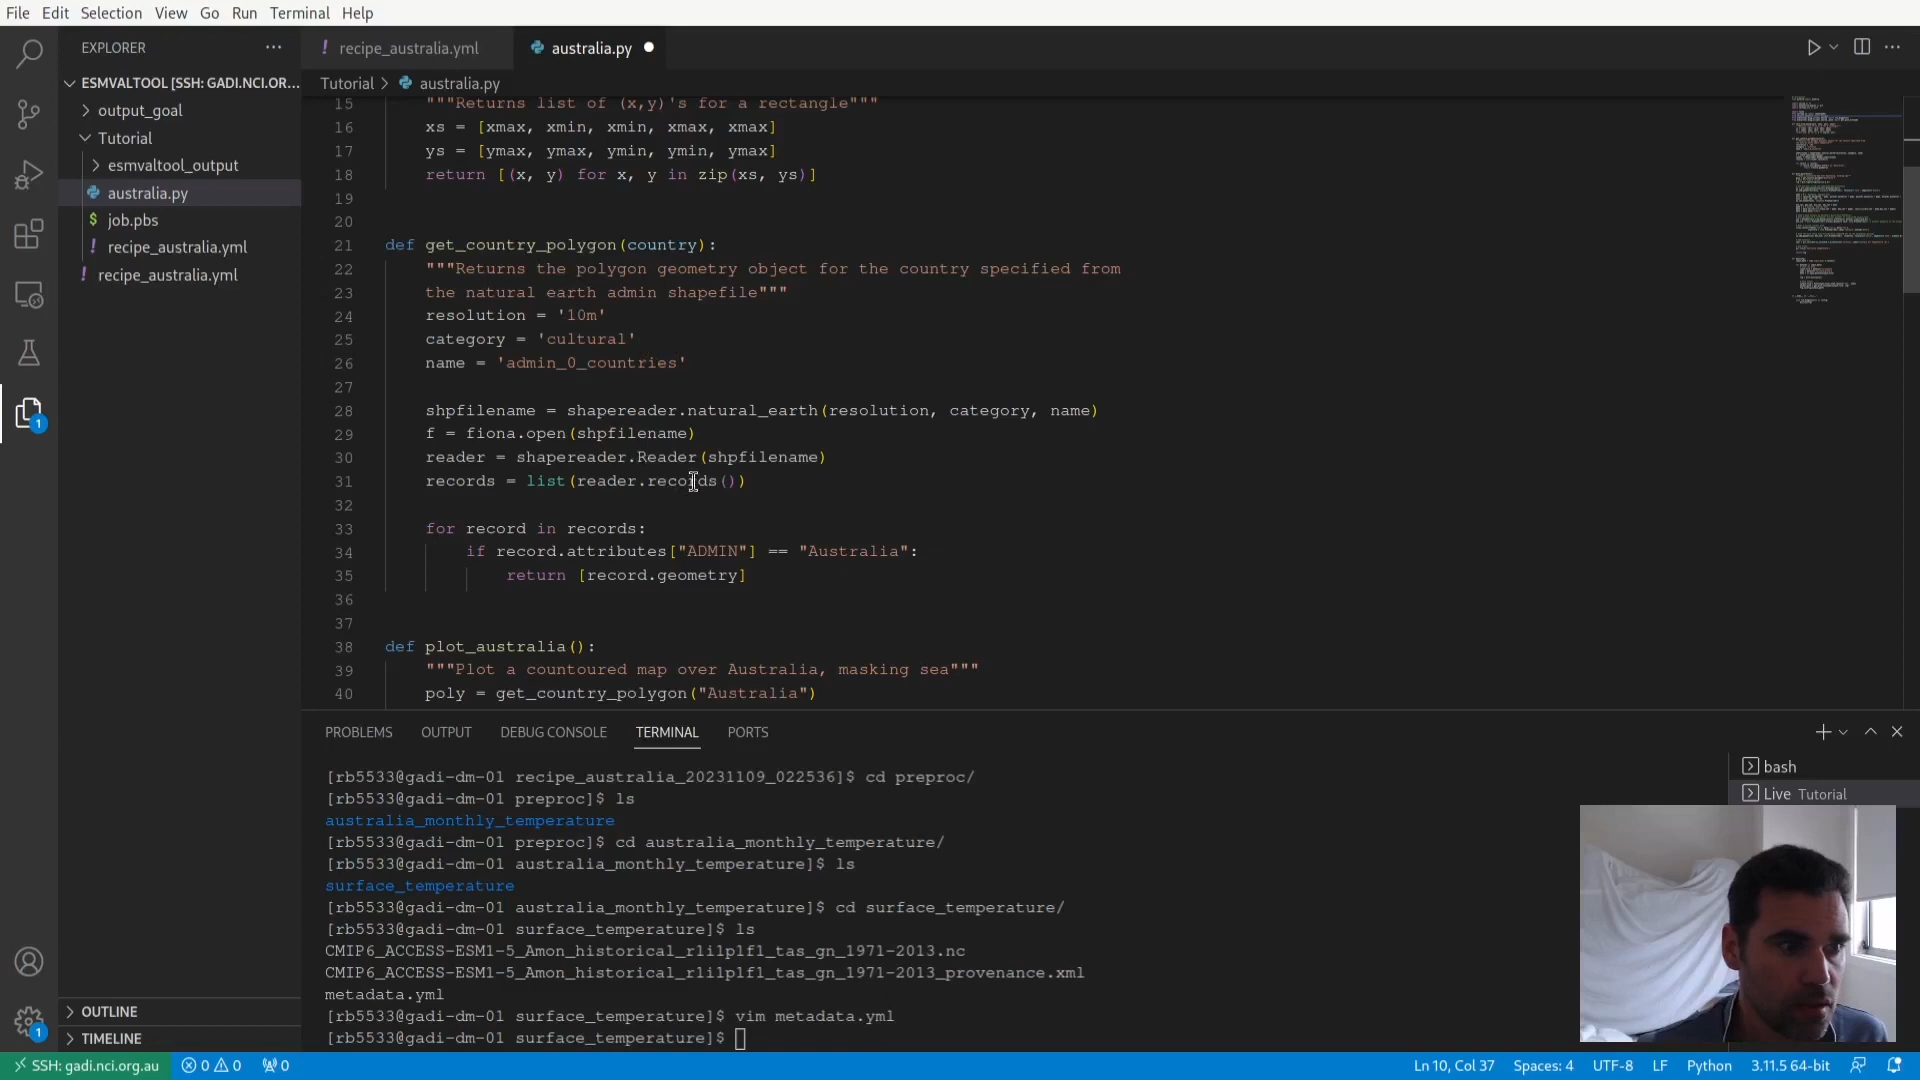 File Edit Selection View Go Run Terminal Help
EXPLORER
ESMVALTOOL [SSH: GADI.NCI.OR...
output_goal
Tutorial
esmvaltool_output
australia.py
$ job.pbs
! recipe_australia.yml
! recipe_australia.yml
OUTLINE
TIMELINE
1
1
! recipe_australia.yml
australia.py
Tutorial > australia.py
15 """Returns list of (x,y)'s for a rectangle"""
16 xs = [xmax, xmin, xmin, xmax, xmax]
17 ys = [ymax, ymax, ymin, ymin, ymax]
18 return [(x, y) for x, y in zip(xs, ys)]
19
20
21 def get_country_polygon(country):
22 """Returns the polygon geometry object for the country specified from
23 the natural earth admin shapefile"""
24 resolution = '10m'
25 category = 'cultural'
26 name = 'admin_0_countries'
27
28 shpfilename = shapereader.natural_earth(resolution, category, name)
29 f = fiona.open(shpfilename)
30 reader = shapereader.Reader(shpfilename)
31 records = list(reader.records())
32
33 for record in records:
34 if record.attributes["ADMIN"] == "Australia":
35 return [record.geometry]
36
37
38 def plot_australia():
39 """Plot a countoured map over Australia, masking sea"""
40 poly = get_country_polygon("Australia")
PROBLEMS OUTPUT DEBUG CONSOLE TERMINAL PORTS
[rb5533@gadi-dm-01 recipe_australia_20231109_022536]$ cd preproc/
[rb5533@gadi-dm-01 preproc]$ ls
australia_monthly_temperature
[rb5533@gadi-dm-01 preproc]$ cd australia_monthly_temperature/
[rb5533@gadi-dm-01 australia_monthly_temperature]$ ls
surface_temperature
[rb5533@gadi-dm-01 australia_monthly_temperature]$ cd surface_temperature/
[rb5533@gadi-dm-01 surface_temperature]$ ls
CMIP6_ACCESS-ESM1-5_Amon_historical_r1i1p1f1_tas_gn_1971-2013.nc
CMIP6_ACCESS-ESM1-5_Amon_historical_r1i1p1f1_tas_gn_1971-2013_provenance.xml
metadata.yml
[rb5533@gadi-dm-01 surface_temperature]$ vim metadata.yml
[rb5533@gadi-dm-01 surface_temperature]$
bash
Live Tutorial
SSH: gadi.nci.org.au 0 0 0 Ln 10, Col 37 Spaces: 4 UTF-8 LF Python 3.11.5 64-bit